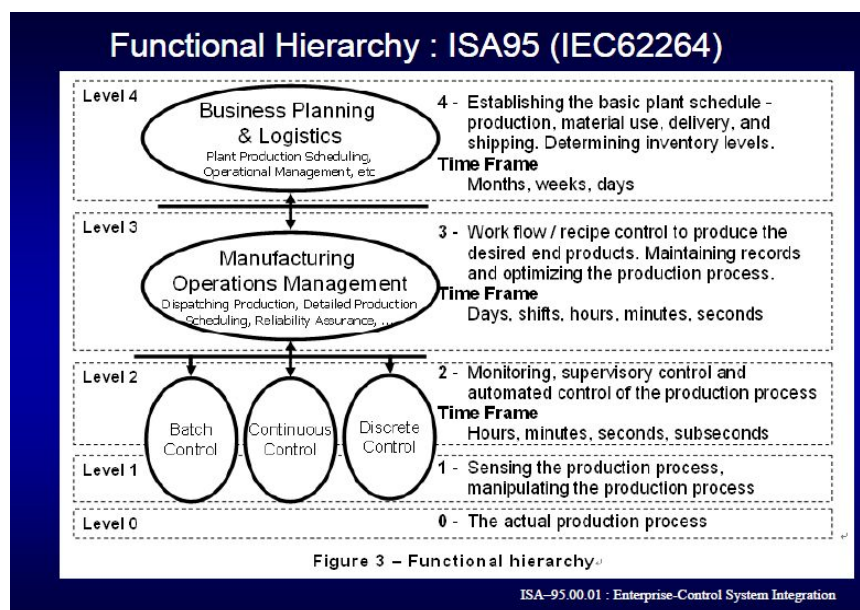 Functional Hierarchy : ISA95 (IEC62264)
Level 4
Business Planning
& Logistics
Plant Production Scheduling,
Operational Management, etc
4 - Establishing the basic plant schedule -
production, material use, delivery, and
shipping. Determining inventory levels.
Time Frame
Months, weeks, days
Level 3
Manufacturing
Operations Management
Dispatching Production, Detailed Production
Scheduling, Reliability Assurance, ...
3 - Work flow / recipe control to produce the
desired end products. Maintaining records
and optimizing the production process.
Time Frame
Days, shifts, hours, minutes, seconds
Level 2
Batch
Control
Continuous
Control
Discrete
Control
2 - Monitoring, supervisory control and
automated control of the production process
Time Frame
Hours, minutes, seconds, subseconds
Level 1
1 - Sensing the production process,
manipulating the production process
Level 0
0 - The actual production process
Figure 3 – Functional hierarchy
ISA–95.00.01 : Enterprise-Control System Integration